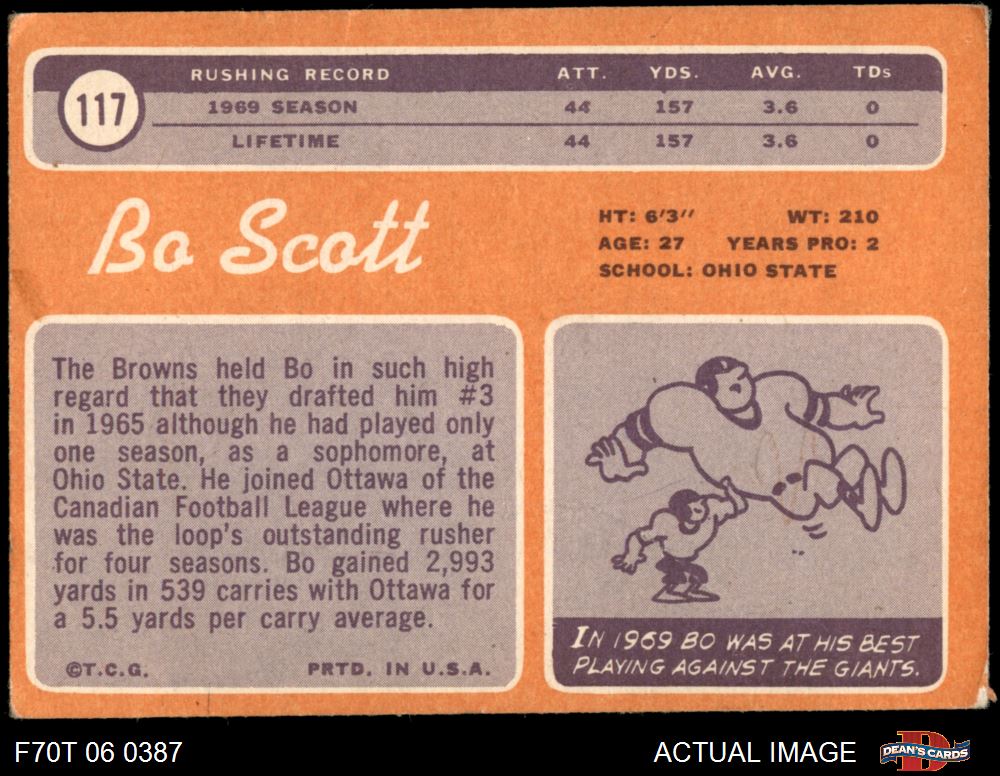 117
RUSHING RECORD ATT. YDS. AVG. TDs
1969 SEASON 44 157 3.6 0
LIFETIME 44 157 3.6 0
Bo Scott
HT: 6'3" WT: 210
AGE: 27 YEARS PRO: 2
SCHOOL: OHIO STATE
The Browns held Bo in such high
regard that they drafted him #3
in 1965 although he had played only
one season, as a sophomore, at
Ohio State. He joined Ottawa of the
Canadian Football League where he
was the loop's outstanding rusher
for four seasons. Bo gained 2,993
yards in 539 carries with Ottawa for
a 5.5 yards per carry average.
©T.C.G. PRTD. IN U.S.A.
IN 1969 BO WAS AT HIS BEST
PLAYING AGAINST THE GIANTS.
F70T 06 0387 ACTUAL IMAGE
DEAN'S CARDS